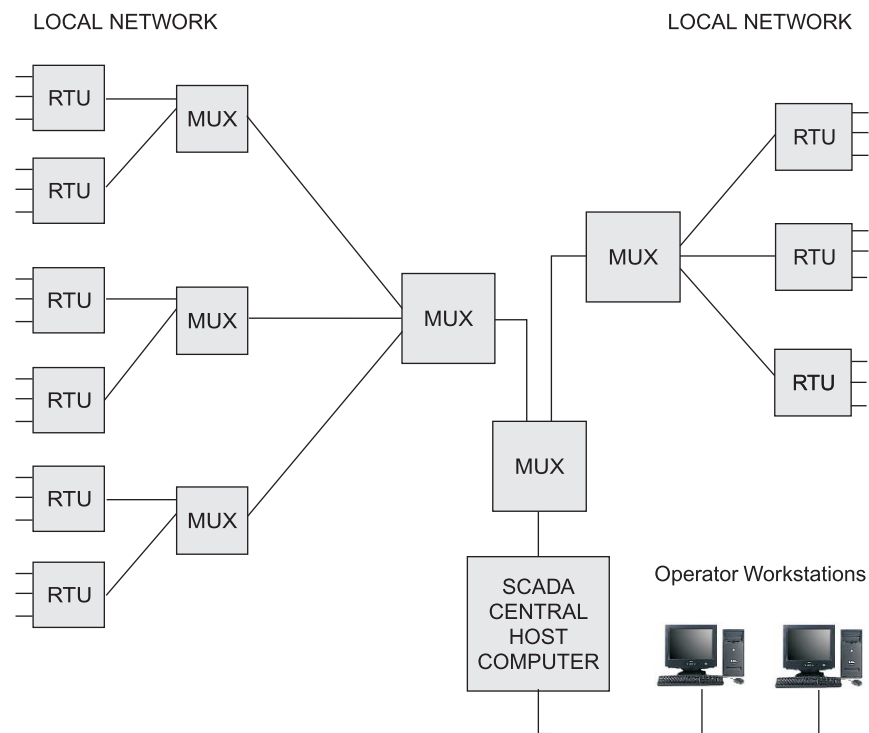 LOCAL NETWORK
LOCAL NETWORK
RTU
MUX
RTU
RTU
RTU
MUX
RTU
RTU
MUX
MUX
RTU
RTU
RTU
MUX
RTU
MUX
RTU
SCADA
CENTRAL
HOST
COMPUTER
Operator Workstations